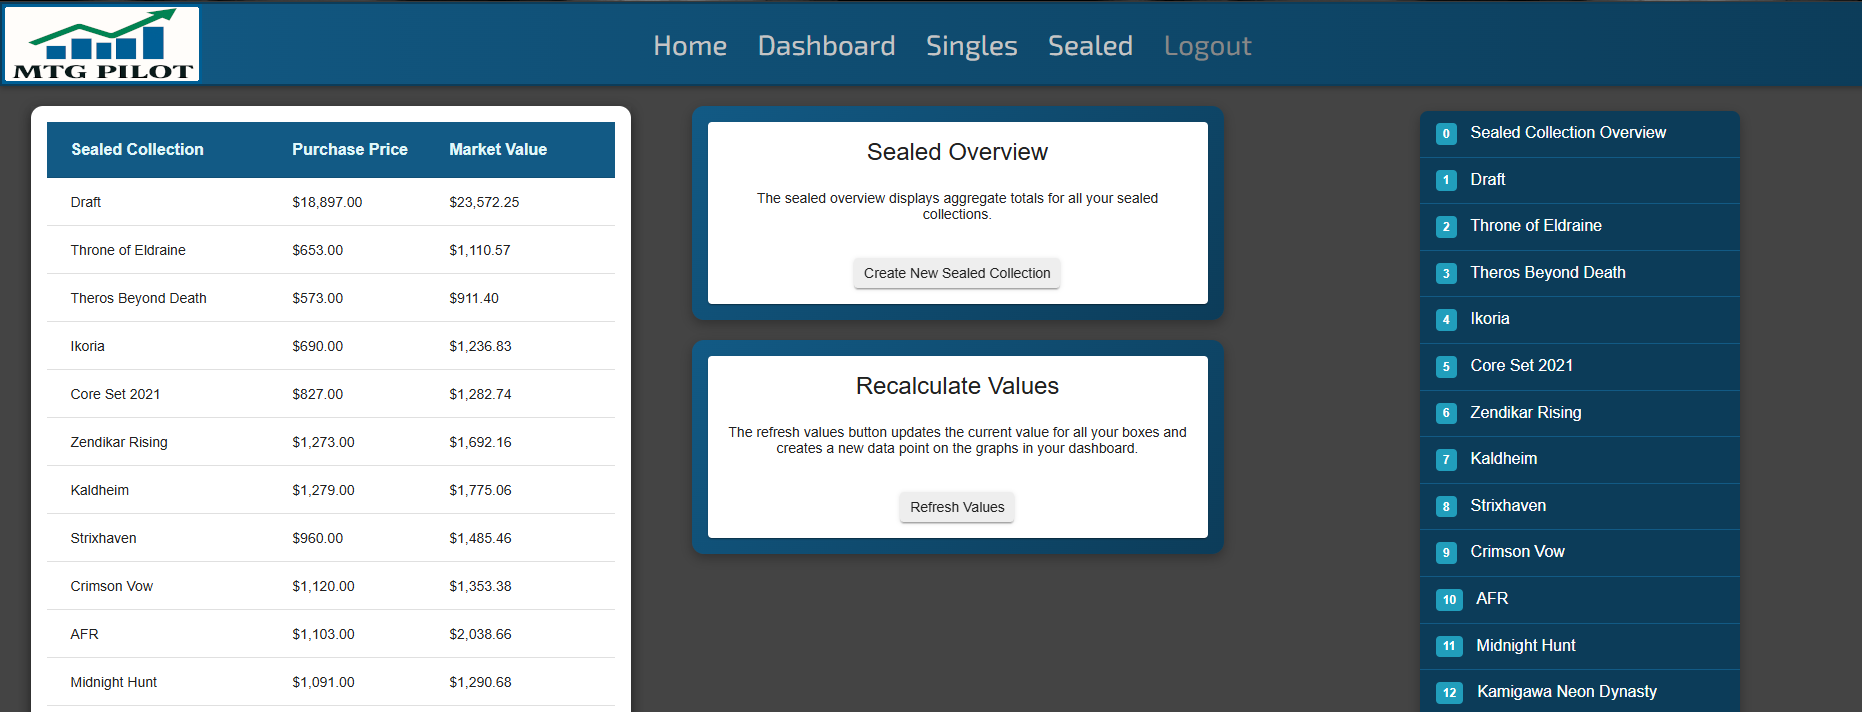 MTG PILOT
Home Dashboard Singles Sealed Logout
Sealed Collection Purchase Price Market Value
Draft $18,897.00 $23,572.25
Throne of Eldraine $653.00 $1,110.57
Theros Beyond Death $573.00 $911.40
Ikoria $690.00 $1,236.83
Core Set 2021 $827.00 $1,282.74
Zendikar Rising $1,273.00 $1,692.16
Kaldheim $1,279.00 $1,775.06
Strixhaven $960.00 $1,485.46
Crimson Vow $1,120.00 $1,353.38
AFR $1,103.00 $2,038.66
Midnight Hunt $1,091.00 $1,290.68
Sealed Overview
The sealed overview displays aggregate totals for all your sealed
collections.
Create New Sealed Collection
Recalculate Values
The refresh values button updates the current value for all your boxes and
creates a new data point on the graphs in your dashboard.
Refresh Values
0 Sealed Collection Overview
1 Draft
2 Throne of Eldraine
3 Theros Beyond Death
4 Ikoria
5 Core Set 2021
6 Zendikar Rising
7 Kaldheim
8 Strixhaven
9 Crimson Vow
10 AFR
11 Midnight Hunt
12 Kamigawa Neon Dynasty